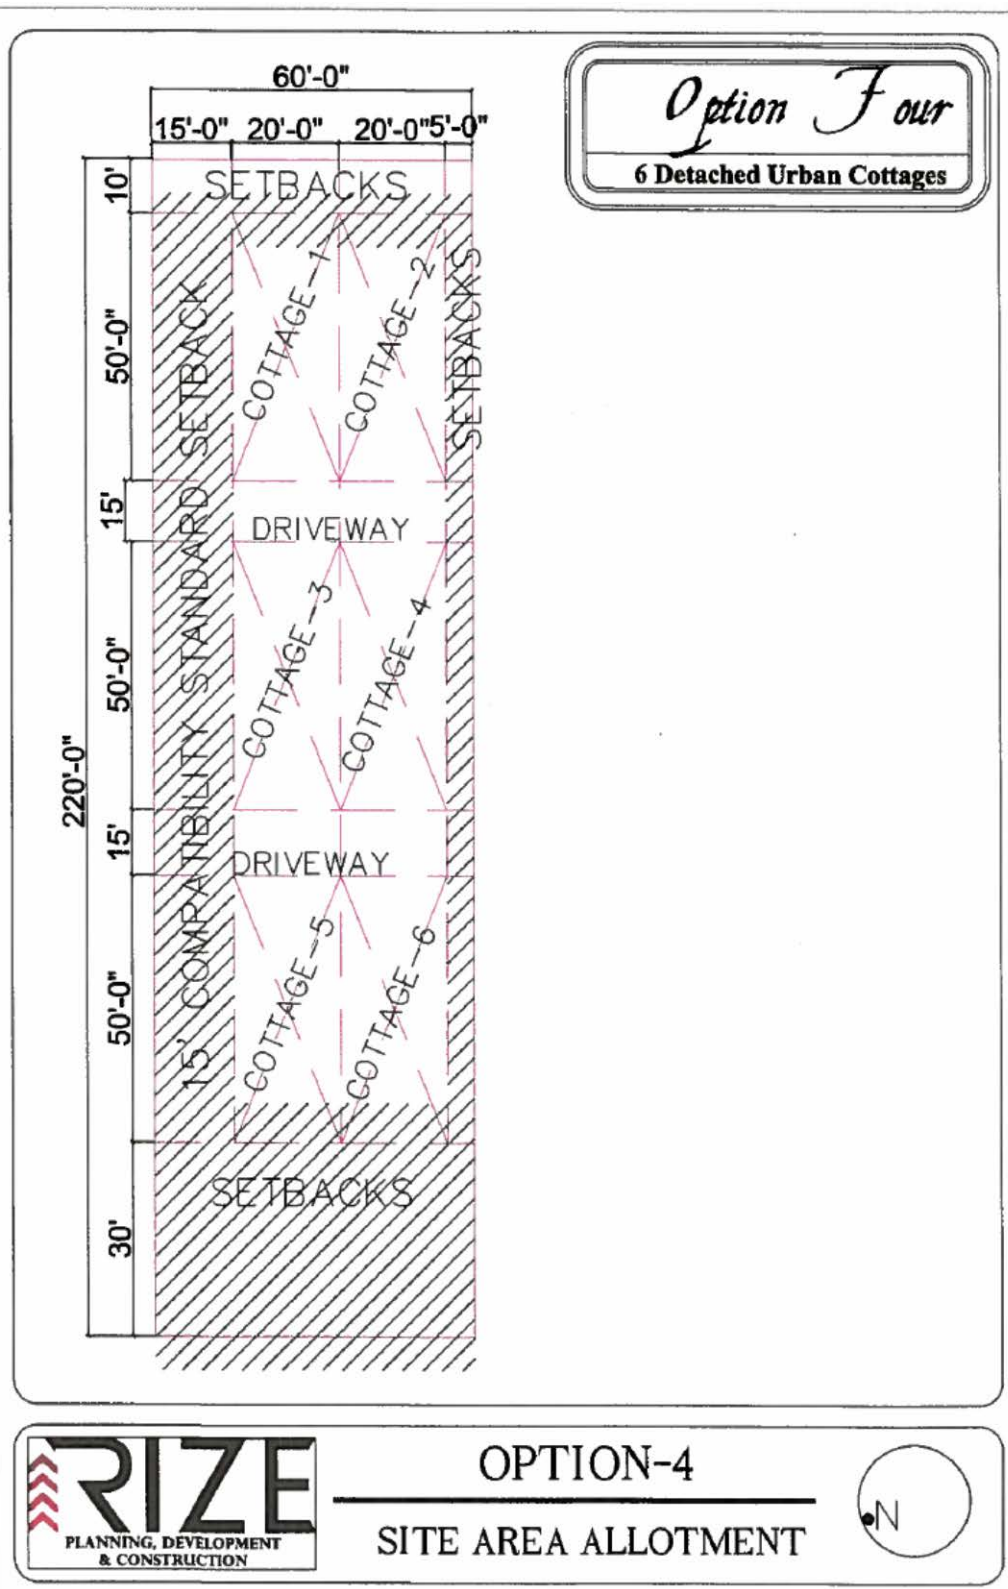 Option Four
6 Detached Urban Cottages
60'-0"
15'-0" 20'-0" 20'-0" 5'-0"
10'
SETBACKS
50'-0"
COTTAGE-1
COTTAGE-2
SETBACKS
15' COMPATIBILITY STANDARD SETBACK
15'
DRIVEWAY
50'-0"
COTTAGE-3
COTTAGE-4
220'-0"
15'
DRIVEWAY
50'-0"
COTTAGE-5
COTTAGE-6
SETBACKS
30'
RIZE
PLANNING, DEVELOPMENT
& CONSTRUCTION
OPTION-4
SITE AREA ALLOTMENT
N